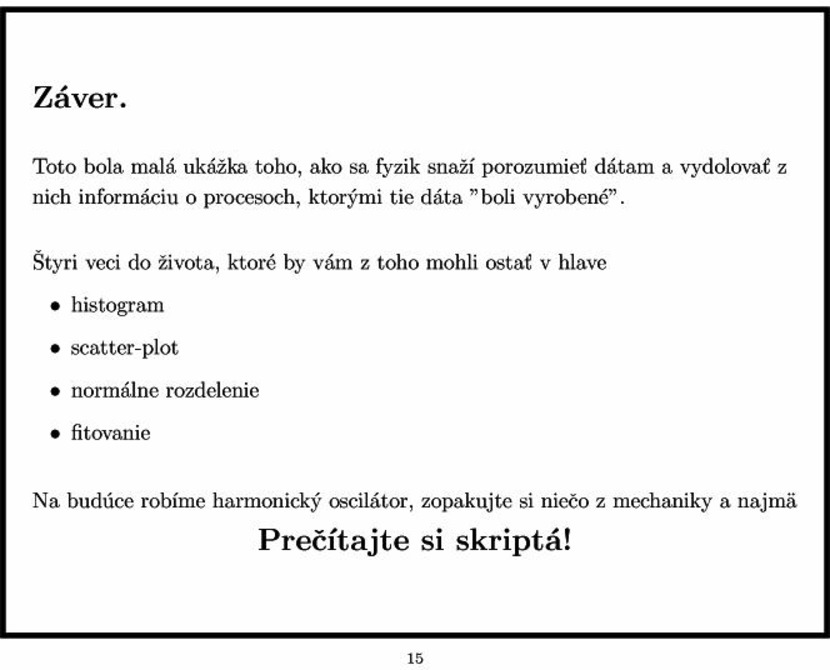 Záver.
Toto bola malá ukážka toho, ako sa fyzik snaží porozumieť dátam a vydolovať z
nich informáciu o procesoch, ktorými tie dáta "boli vyrobené".
Štyri veci do života, ktoré by vám z toho mohli ostať v hlave
• histogram
• scatter-plot
• normálne rozdelenie
• fitovanie
Na budúce robíme harmonický oscilátor, zopakujte si niečo z mechaniky a najmä
Prečítajte si skriptá!
15